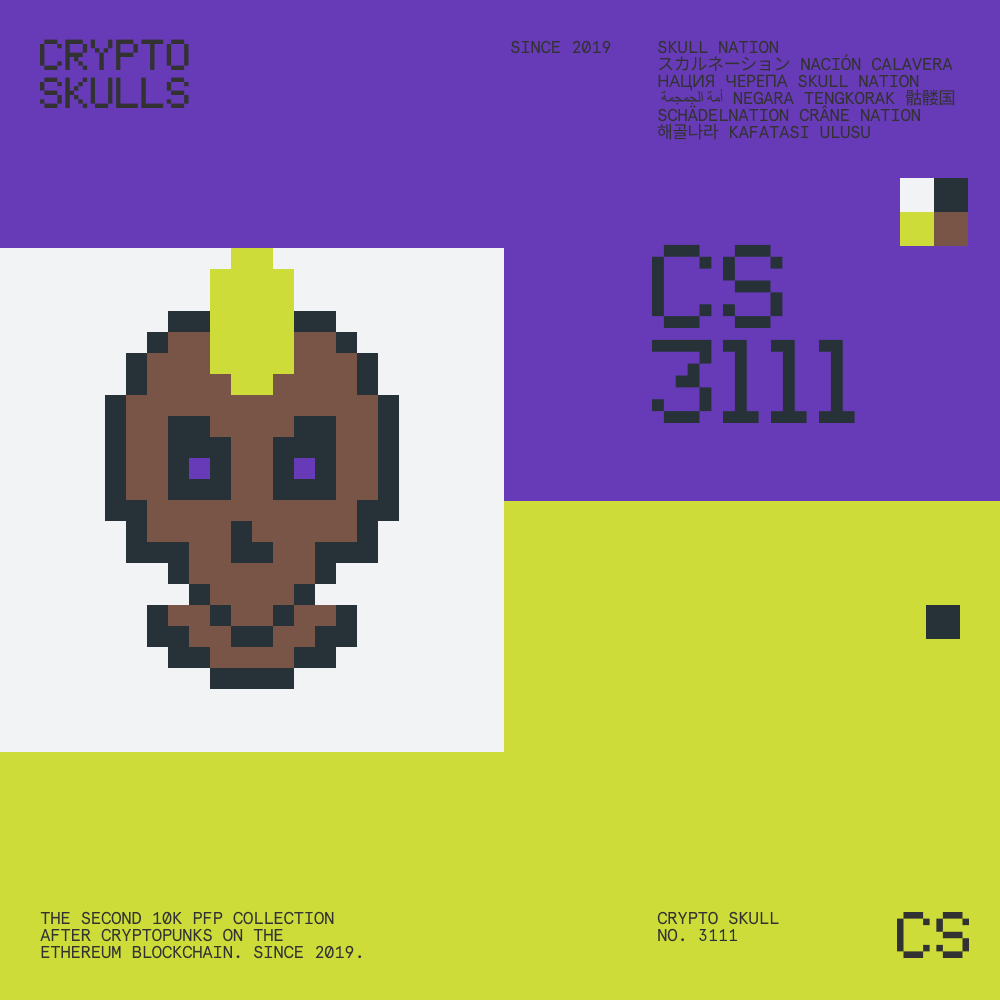 CRYPTO
SKULLS
SINCE 2019
SKULL NATION
スカルネーション NACIÓN CALAVERA
НАЦИЯ ЧЕРЕПА SKULL NATION
أمة الجمجمة NEGARA TENGKORAK 骷髅国
SCHÄDELNATION CRÂNE NATION
해골나라 KAFATASI ULUSU
CS
3111
THE SECOND 10K PFP COLLECTION
AFTER CRYPTOPUNKS ON THE
ETHEREUM BLOCKCHAIN. SINCE 2019.
CRYPTO SKULL
NO. 3111
CS